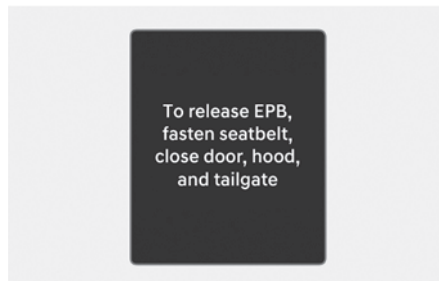 To release EPB,
fasten seatbelt,
close door, hood,
and tailgate